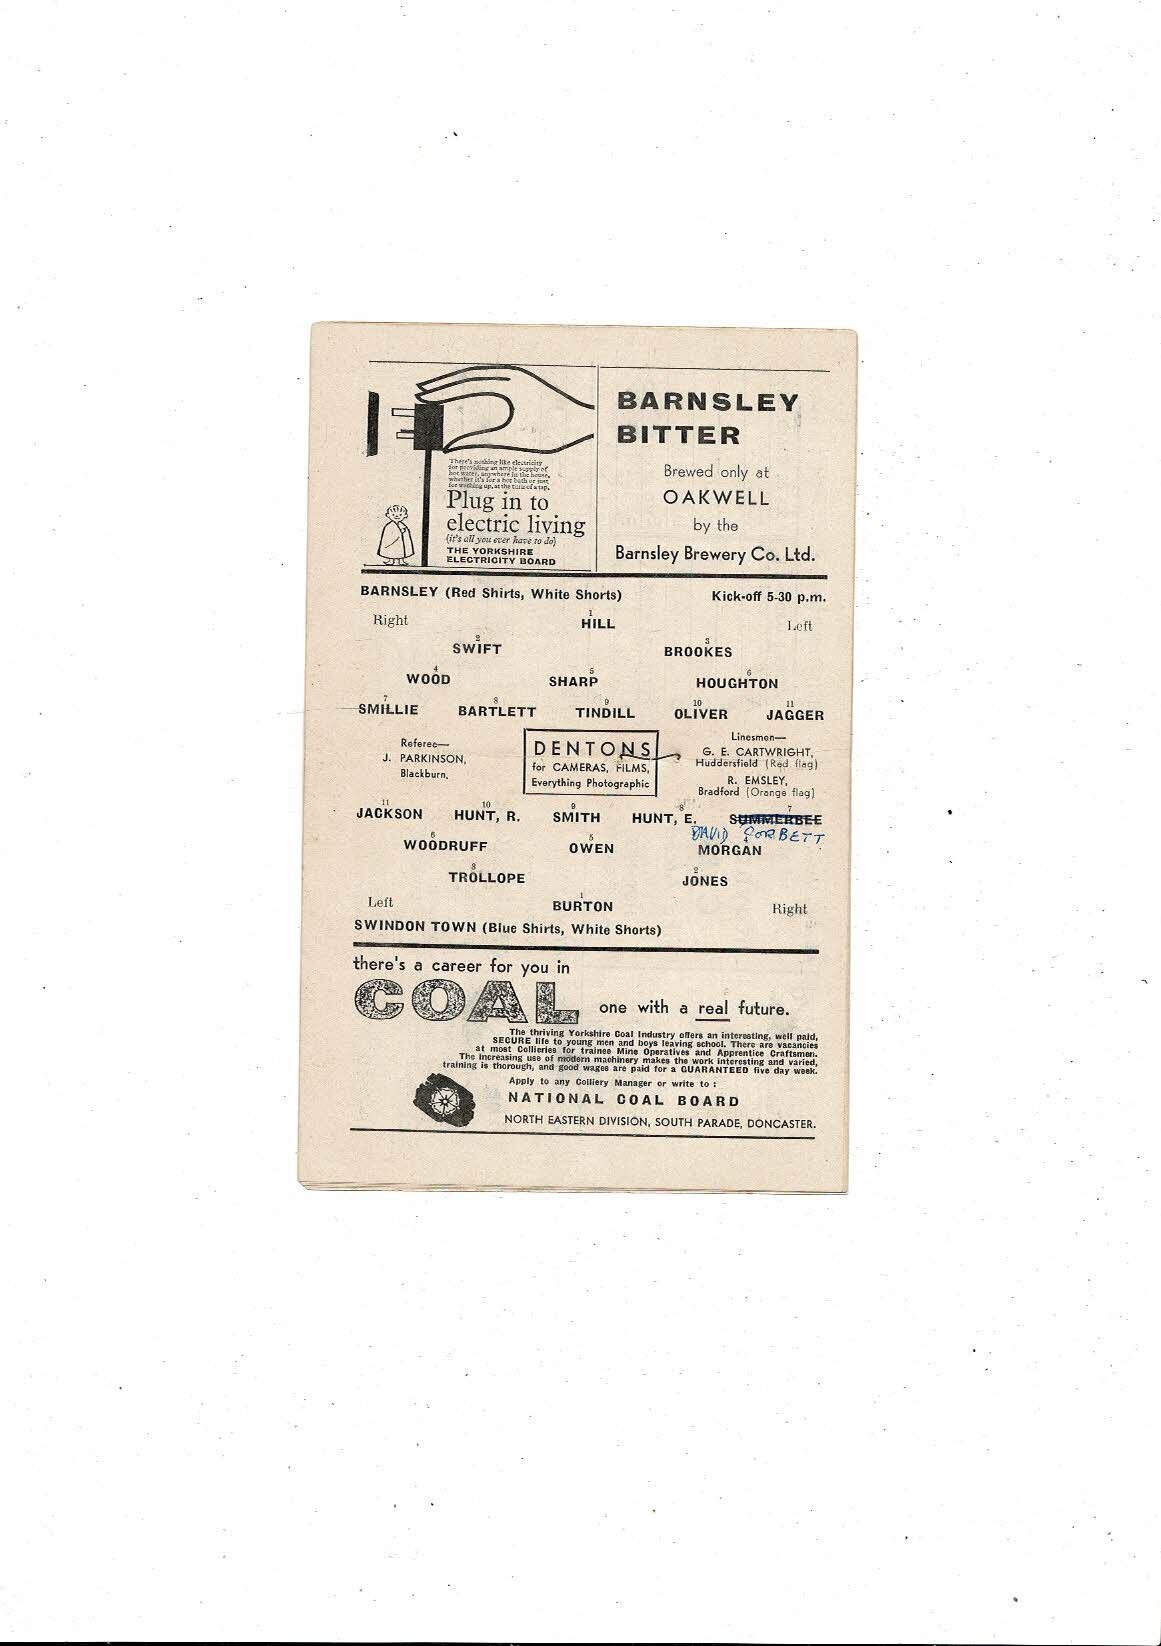 There's nothing like electricity
for providing an ample supply of
hot water, anywhere in the house,
whether it's for a hot bath or just
for washing up, at the turn of a tap.
Plug in to
electric living
(it's all you ever have to do)
THE YORKSHIRE
ELECTRICITY BOARD
BARNSLEY
BITTER
Brewed only at
OAKWELL
by the
Barnsley Brewery Co. Ltd.
BARNSLEY (Red Shirts, White Shorts) Kick-off 5-30 p.m.
1
Right HILL Left
2 3
SWIFT BROOKES
4 5 6
WOOD SHARP HOUGHTON
7 8 9 10 11
SMILLIE BARTLETT TINDILL OLIVER JAGGER
Referee—
J. PARKINSON,
Blackburn.
DENTONS
for CAMERAS, FILMS,
Everything Photographic
Linesmen—
G. E. CARTWRIGHT,
Huddersfield (Red flag)
R. EMSLEY,
Bradford (Orange flag)
11 10 9 8 7
JACKSON HUNT, R. SMITH HUNT, E. SUMMERBEE
DAVID CORBETT
6 5 4
WOODRUFF OWEN MORGAN
3 2
TROLLOPE JONES
1
Left BURTON Right
SWINDON TOWN (Blue Shirts, White Shorts)
there's a career for you in
COAL one with a real future.
The thriving Yorkshire Coal Industry offers an interesting, well paid,
SECURE life to young men and boys leaving school. There are vacancies
at most Collieries for trainee Mine Operatives and Apprentice Craftsmen.
The increasing use of modern machinery makes the work interesting and varied,
training is thorough, and good wages are paid for a GUARANTEED five day week.
Apply to any Colliery Manager or write to :
NATIONAL COAL BOARD
NORTH EASTERN DIVISION, SOUTH PARADE, DONCASTER.